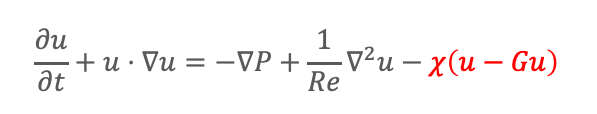 ∂u/∂t + u · ∇u = −∇P + 1/Re ∇²u − χ(u − Gu)